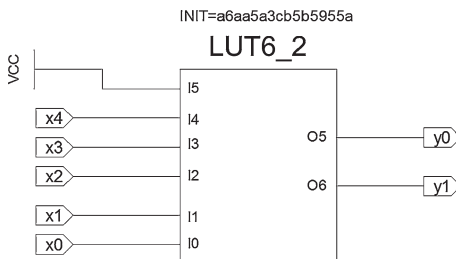 INIT=a6aa5a3cb5b5955a
LUT6_2
VCC
I5
x4 I4
x3 I3
O5 y0
x2 I2
O6 y1
x1 I1
x0 I0